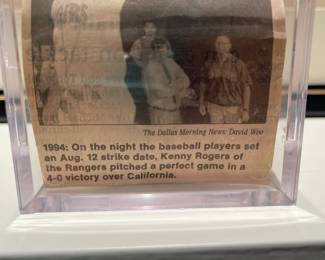 The Dallas Morning News: David Woo
1994: On the night the baseball players set
an Aug. 12 strike date, Kenny Rogers of
the Rangers pitched a perfect game in a
4-0 victory over California.